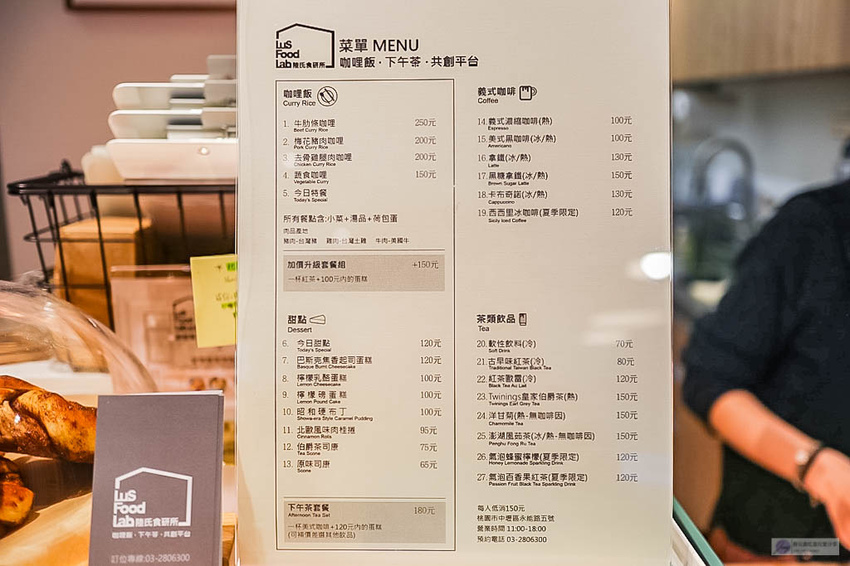 LuS
Food
Lab 陸氏食研所
菜單 MENU
咖哩飯·下午茶·共創平台
咖哩飯
Curry Rice
1. 牛肋條咖哩 250元
Beef Curry Rice
2. 梅花豬肉咖哩 200元
Pork Curry Rice
3. 去骨雞腿肉咖哩 200元
Chicken Curry Rice
4. 蔬食咖哩 150元
Vegetable Curry
5. 今日特餐
Today's Special
所有餐點含:小菜+湯品+荷包蛋
肉品產地
豬肉-台灣豬 雞肉-台灣土雞 牛肉-美國牛
加價升級套餐組 +150元
一杯紅茶+100元內的蛋糕
甜點
Dessert
6. 今日甜點 120元
Today's Special
7. 巴斯克焦香起司蛋糕 120元
Basque Burnt Cheesecake
8. 檸檬乳酪蛋糕 100元
Lemon Cheesecake
9. 檸檬磅蛋糕 100元
Lemon Pound Cake
10. 昭和硬布丁 100元
Showa-era Style Caramel Pudding
11. 北歐風味肉桂捲 95元
Cinnamon Rolls
12. 伯爵茶司康 75元
Tea Scone
13. 原味司康 65元
Scone
下午茶套餐 180元
Afternoon Tea Set
一杯美式咖啡+120元內的蛋糕
(可補價差選其他飲品)
義式咖啡
Coffee
14. 義式濃縮咖啡(熱) 100元
Espresso
15. 美式黑咖啡(冰/熱) 100元
Americano
16. 拿鐵(冰/熱) 130元
Latte
17. 黑糖拿鐵(冰/熱) 150元
Brown Sugar Latte
18. 卡布奇諾(冰/熱) 130元
Cappuccino
19. 西西里冰咖啡(夏季限定) 120元
Sicily Iced Coffee
茶類飲品
Tea
20. 軟性飲料(冷) 70元
Soft Drink
21. 古早味紅茶(冷) 80元
Traditional Taiwan Black Tea
22. 紅茶歐蕾(冷) 120元
Black Tea Au Lait
23. Twinings皇家伯爵茶(熱) 150元
Twinings Earl Grey Tea
24. 洋甘菊(熱-無咖啡因) 150元
Chamomile Tea
25. 澎湖風茹茶(冰/熱-無咖啡因) 150元
Penghu Fong Ru Tea
26. 氣泡蜂蜜檸檬(夏季限定) 120元
Honey Lemonade Sparkling Drink
27. 氣泡百香果紅茶(夏季限定) 120元
Passion Fruit Black Tea Sparkling Drink
每人低消150元
桃園市中壢區永能路五號
營業時間 11:00-18:00
預約電話 03-2806300
LuS
Food
Lab 陸氏食研所
咖哩飯·下午茶·共創平台
訂位專線:03-2806300